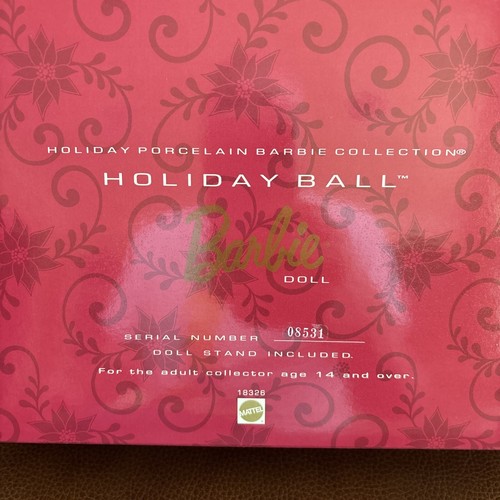 HOLIDAY PORCELAIN BARBIE COLLECTION®
HOLIDAY BALL™
Barbie
DOLL
SERIAL NUMBER 08531
DOLL STAND INCLUDED.
For the adult collector age 14 and over.
18326
MATTEL